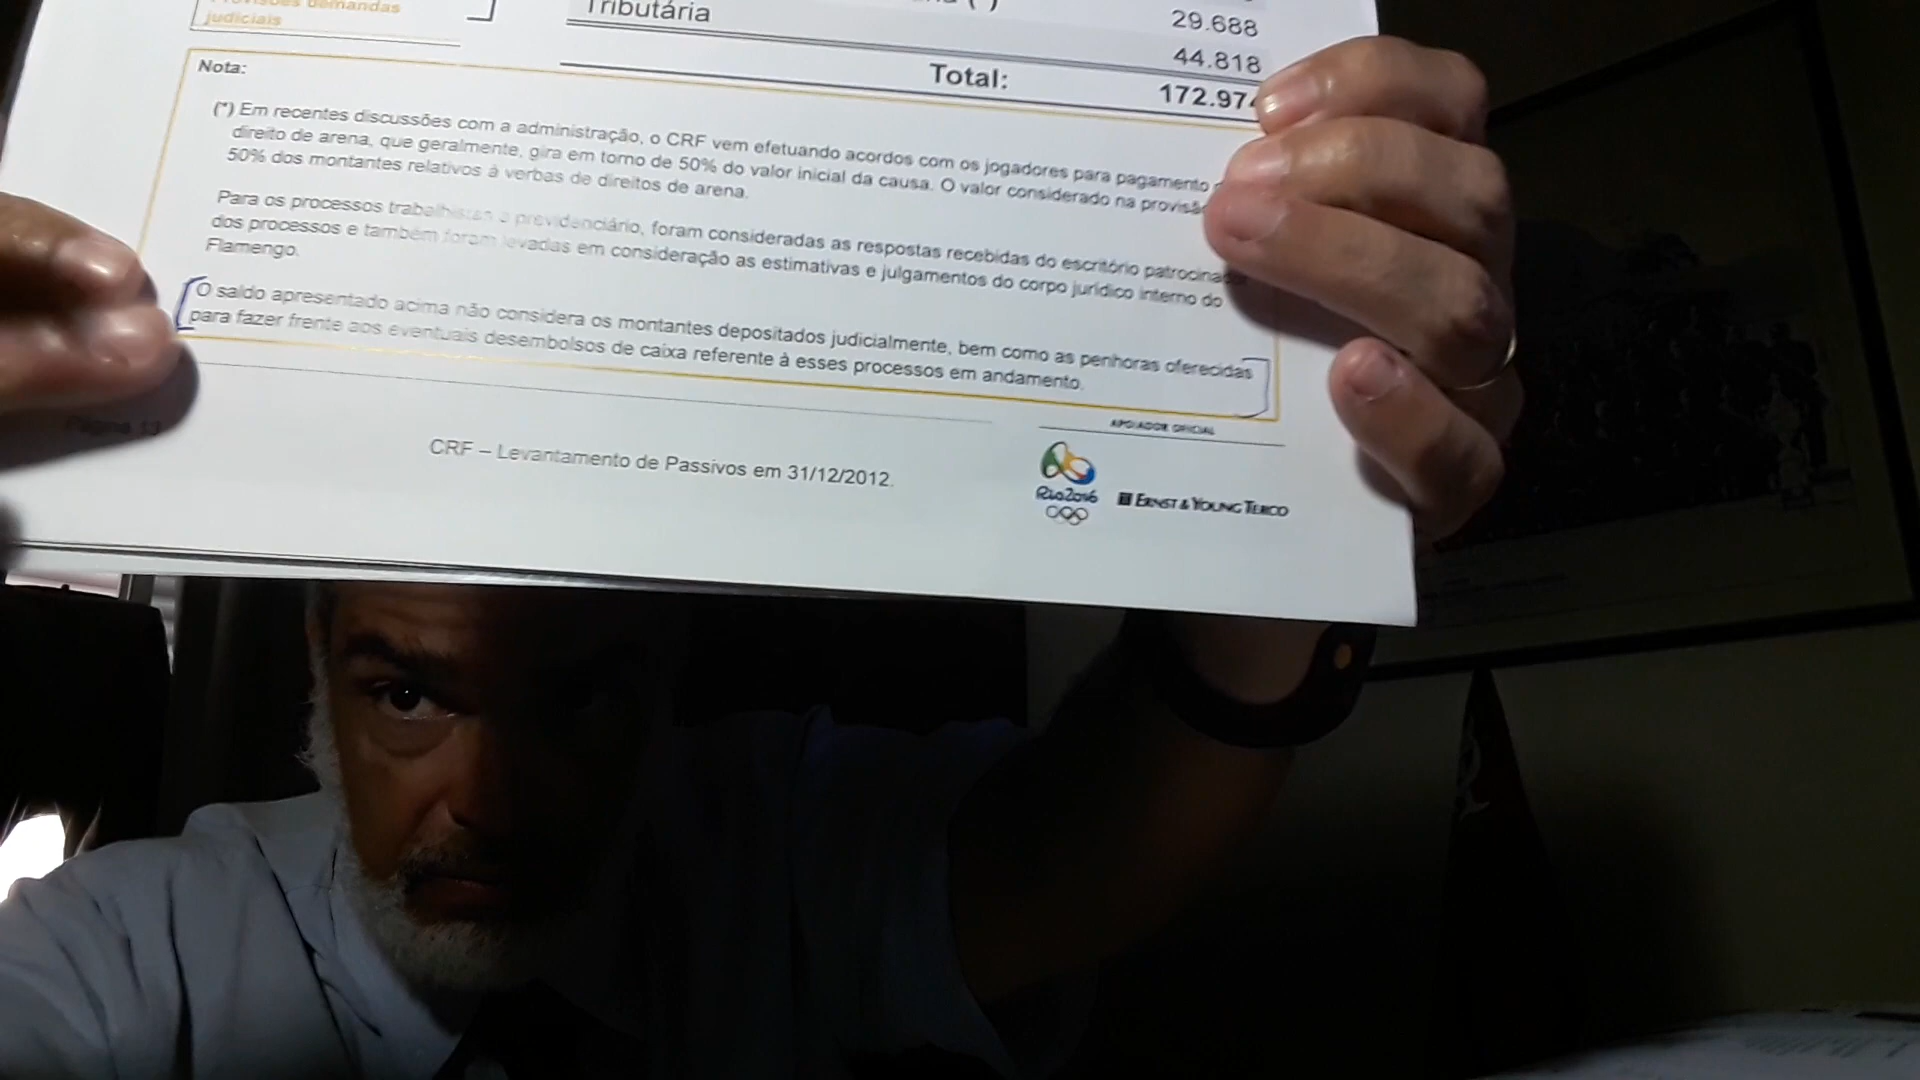 Provisões demandas
judiciais
Tributária
29.688
44.818
Total:
172.974
Nota:
(*) Em recentes discussões com a administração, o CRF vem efetuando acordos com os jogadores para pagamento
direito de arena, que geralmente, gira em torno de 50% do valor inicial da causa. O valor considerado na provisão
50% dos montantes relativos à verbas de direitos de arena.
Para os processos trabalhistas e previdenciário, foram consideradas as respostas recebidas do escritório
dos processos e também foram levadas em consideração as estimativas e julgamentos do corpo jurídico interno do
Flamengo.
O saldo apresentado acima não considera os montantes depositados judicialmente, bem como as penhoras oferecidas
para fazer frente aos eventuais desembolsos de caixa referente à esses processos em andamento.
APOIADOR OFICIAL
CRF – Levantamento de Passivos em 31/12/2012.
Rio2016
ERNST & YOUNG TERCO